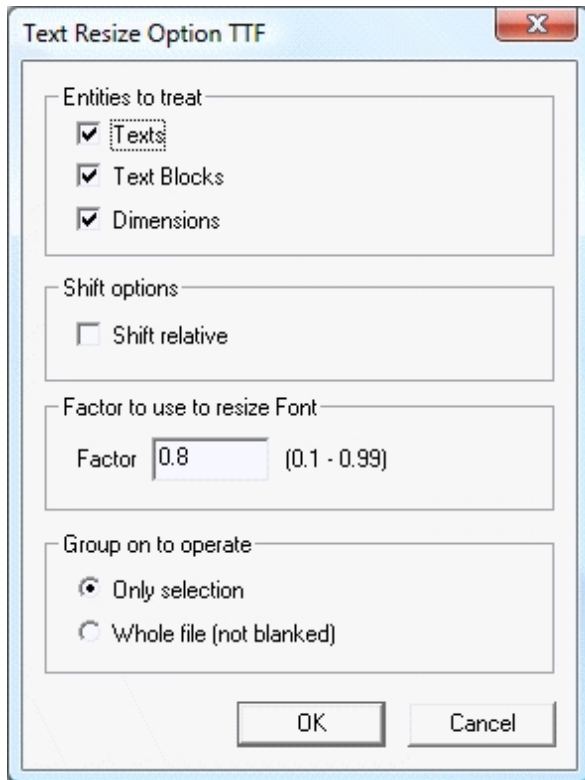 Text Resize Option TTF
Entities to treat
Texts
Text Blocks
Dimensions
Shift options
Shift relative
Factor to use to resize Font
Factor 0.8 (0.1 - 0.99)
Group on to operate
Only selection
Whole file (not blanked)
OK Cancel